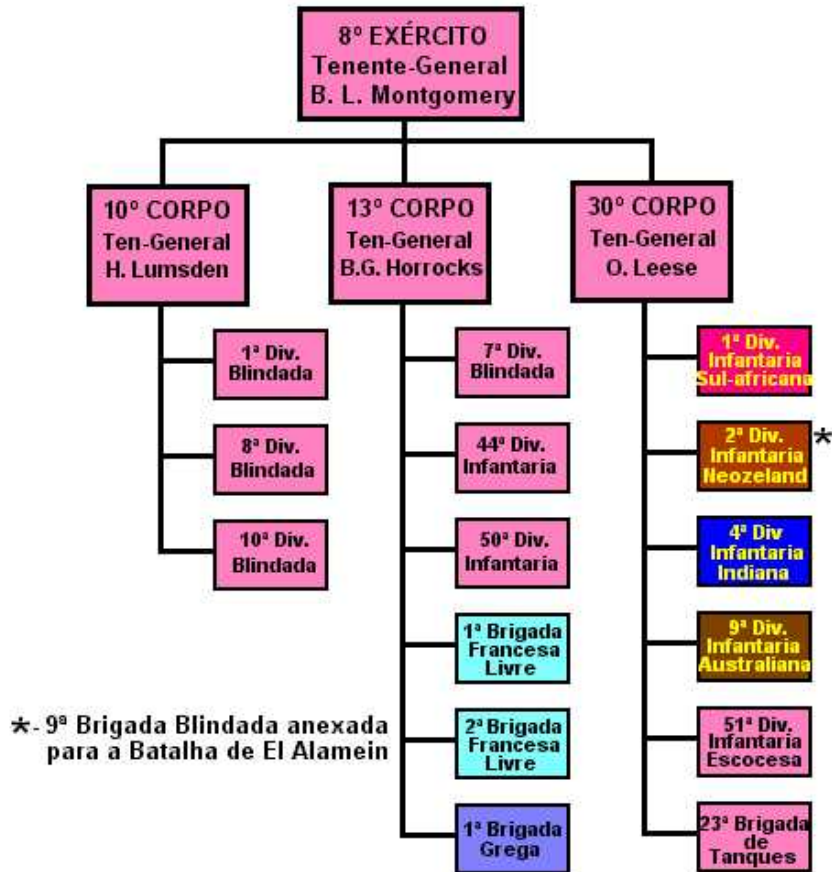 8º EXÉRCITO
Tenente-General
B. L. Montgomery
10º CORPO
Ten-General
H. Lumsden
13º CORPO
Ten-General
B.G. Horrocks
30º CORPO
Ten-General
O. Leese
1ª Div.
Blindada
8ª Div.
Blindada
10ª Div.
Blindada
7ª Div.
Blindada
44ª Div.
Infantaria
50ª Div.
Infantaria
1ª Brigada
Francesa
Livre
2ª Brigada
Francesa
Livre
1ª Brigada
Grega
1ª Div.
Infantaria
Sul-africana
2ª Div.
Infantaria
Neozeland
*
4ª Div
Infantaria
Indiana
9ª Div.
Infantaria
Australiana
51ª Div.
Infantaria
Escocesa
23ª Brigada
de
Tanques
*- 9ª Brigada Blindada anexada
para a Batalha de El Alamein